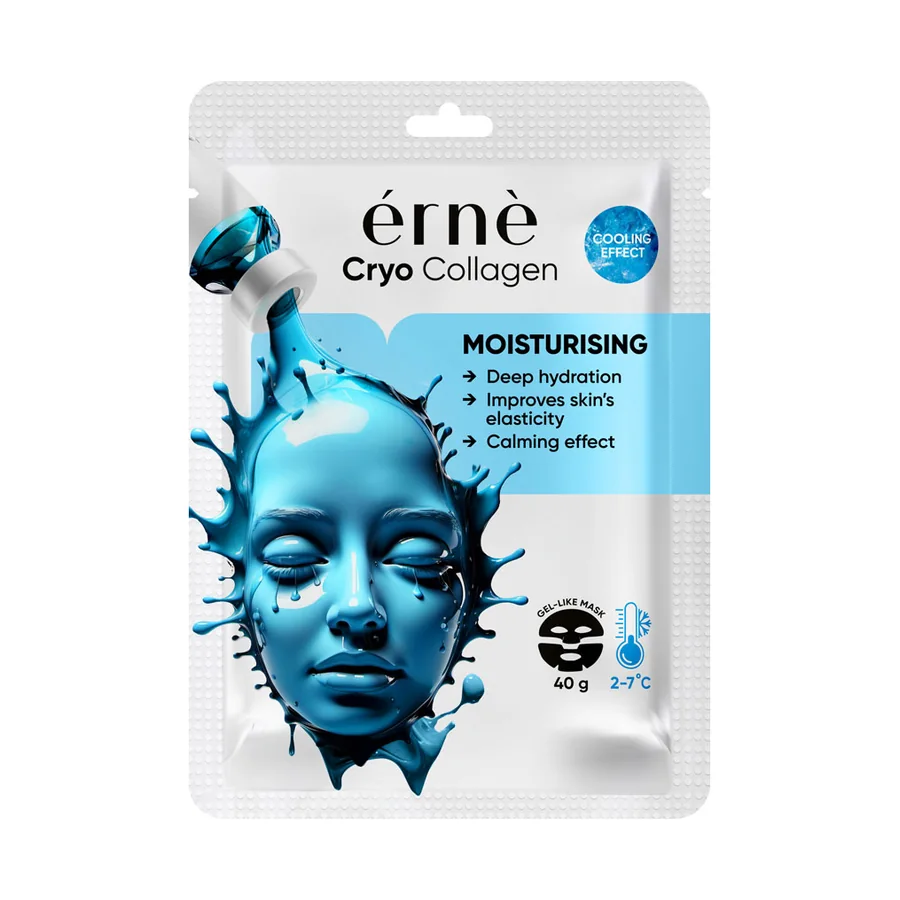 érnè
Cryo Collagen
COOLING
EFFECT
MOISTURISING
→ Deep hydration
→ Improves skin's
elasticity
→ Calming effect
GEL-LIKE MASK
40 g
2-7°C